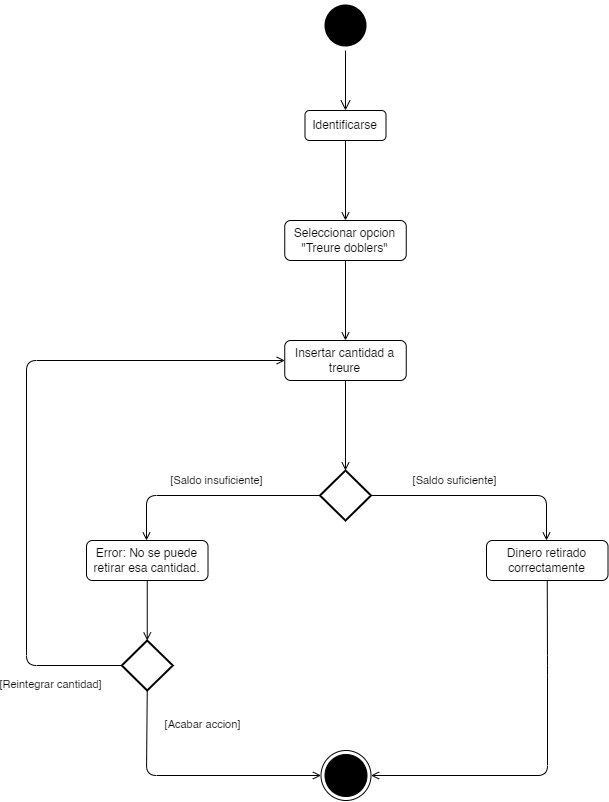 Identificarse
Seleccionar opcion
"Treure doblers"
Insertar cantidad a
treure
[Saldo insuficiente]
[Saldo suficiente]
Error: No se puede
retirar esa cantidad.
Dinero retirado
correctamente
[Reintegrar cantidad]
[Acabar accion]